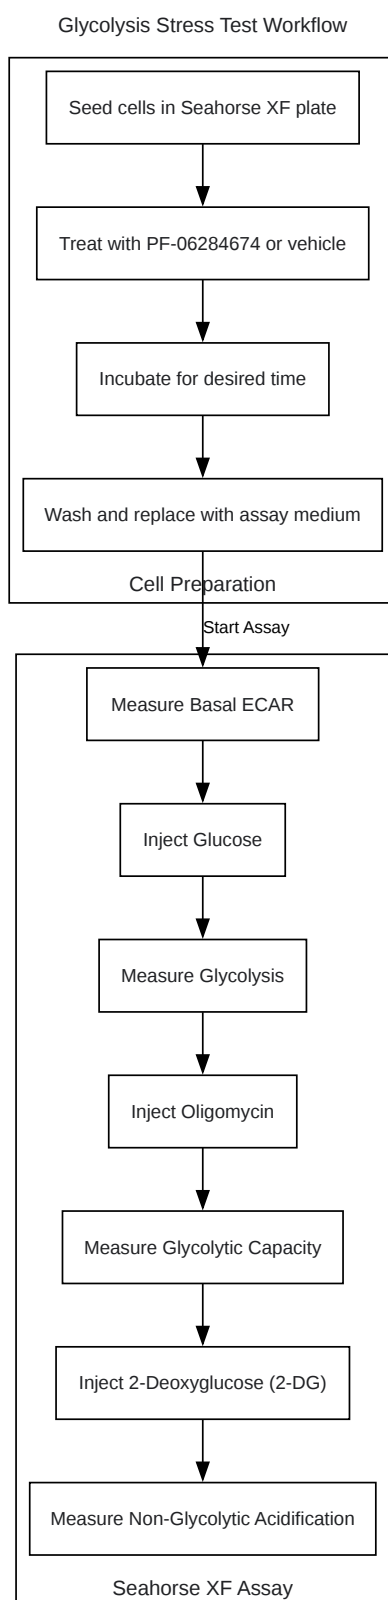 Glycolysis Stress Test Workflow
Seed cells in Seahorse XF plate
Treat with PF-06284674 or vehicle
Incubate for desired time
Wash and replace with assay medium
Cell Preparation
Start Assay
Measure Basal ECAR
Inject Glucose
Measure Glycolysis
Inject Oligomycin
Measure Glycolytic Capacity
Inject 2-Deoxyglucose (2-DG)
Measure Non-Glycolytic Acidification
Seahorse XF Assay